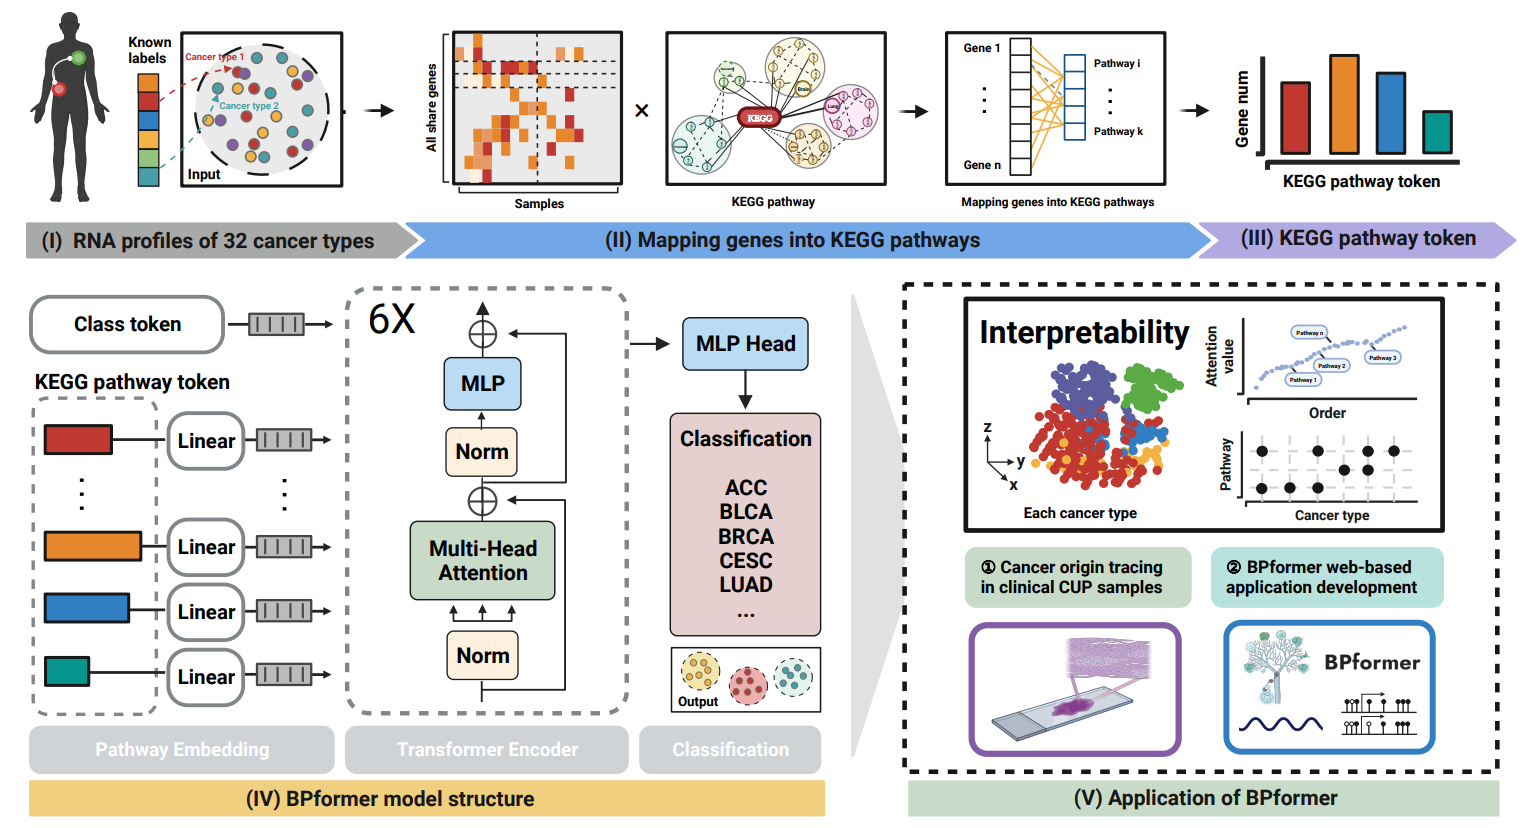 Known
labels
Cancer type 1
Cancer type 2
Input
All share genes
Samples
×
KEGG
Brain
Lung
KEGG pathway
Gene 1
Gene n
Pathway i
Pathway k
Mapping genes into KEGG pathways
Gene num
KEGG pathway token
(I) RNA profiles of 32 cancer types
(II) Mapping genes into KEGG pathways
(III) KEGG pathway token
Class token
KEGG pathway token
Linear
Linear
Linear
Linear
Pathway Embedding
6X
MLP
Norm
Multi-Head
Attention
Norm
Transformer Encoder
MLP Head
Classification
ACC
BLCA
BRCA
CESC
LUAD
...
Output
Classification
(IV) BPformer model structure
Interpretability
z
y
x
Each cancer type
Attention
value
Pathway n
Pathway 1
Pathway 2
Pathway 3
Order
Pathway
Cancer type
① Cancer origin tracing
in clinical CUP samples
② BPformer web-based
application development
BPformer
(V) Application of BPformer